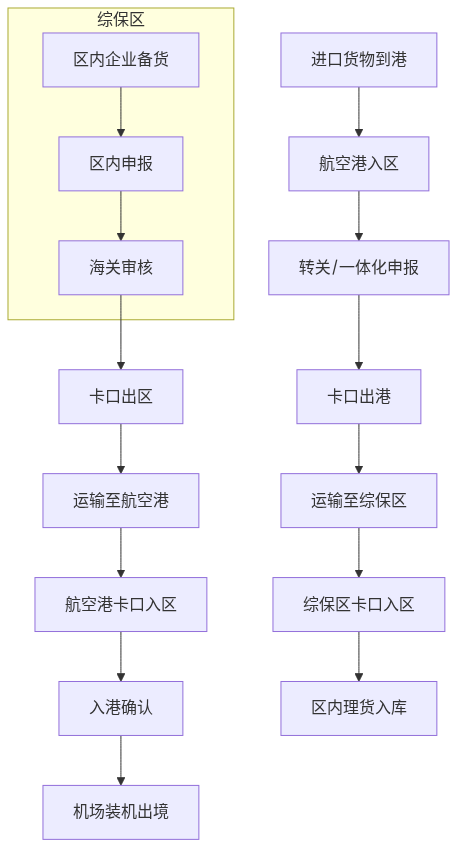 综保区
区内企业备货
区内申报
海关审核
卡口出区
运输至航空港
航空港卡口入区
入港确认
机场装机出境
进口货物到港
航空港入区
转关/一体化申报
卡口出港
运输至综保区
综保区卡口入区
区内理货入库